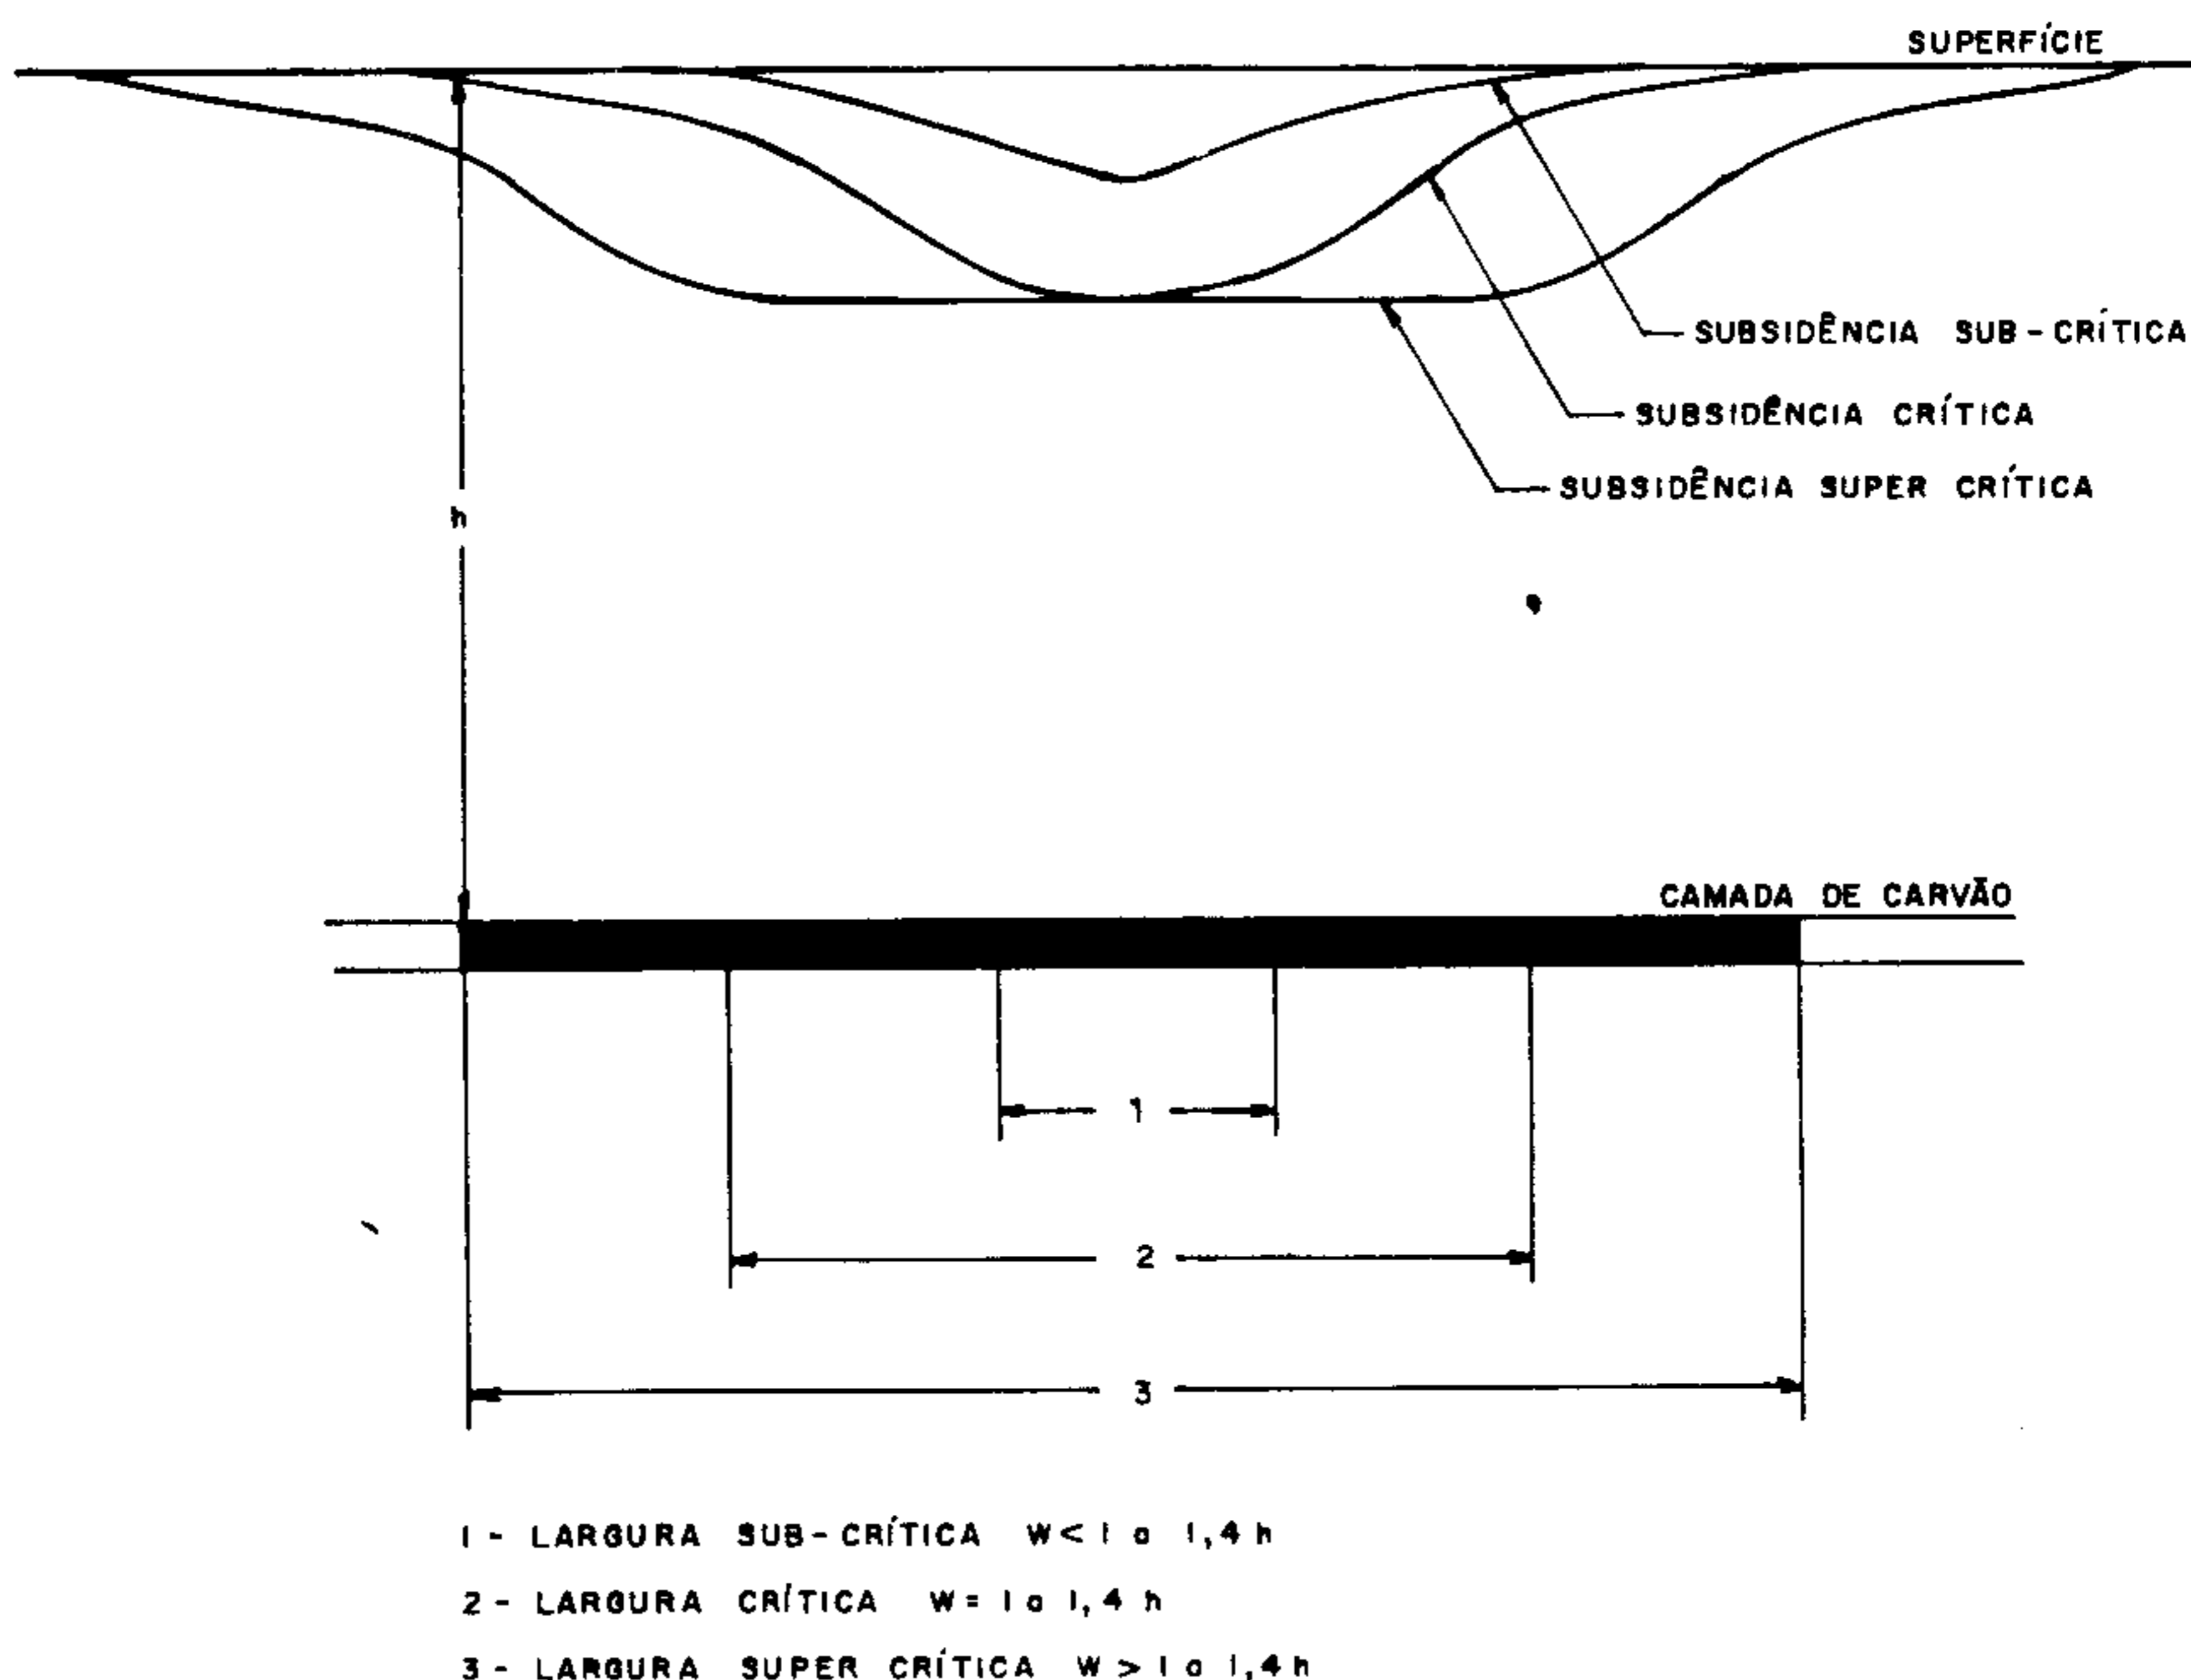 SUPERFÍCIE
SUBSIDÊNCIA SUB-CRÍTICA
SUBSIDÊNCIA CRÍTICA
SUBSIDÊNCIA SUPER CRÍTICA
h
CAMADA DE CARVÃO
1
2
3
1 - LARGURA SUB-CRÍTICA W < 1 a 1,4 h
2 - LARGURA CRÍTICA W = 1 a 1,4 h
3 - LARGURA SUPER CRÍTICA W > 1 a 1,4 h